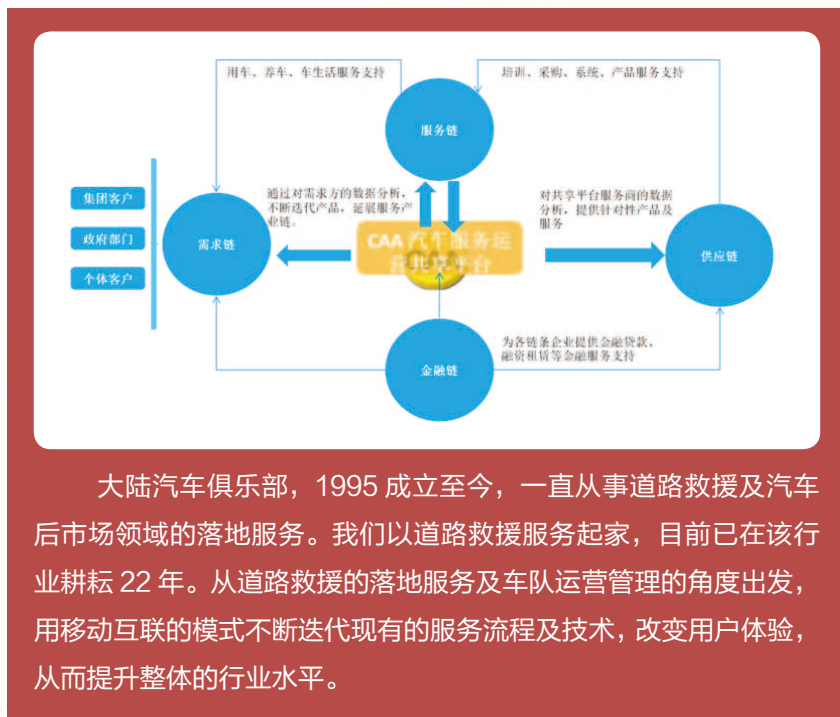 用车、养车、车生活服务支持
培训、采购、系统、产品服务支持
服务链
集团客户
政府部门
个体客户
需求链
通过对需求方的数据分析，
不断迭代产品，延展服务产
业链。
CAA 汽车服务运
营共享平台
对共享平台服务商的数据
分析，提供针对性产品及
服务
供应链
金融链
为各链条企业提供金融贷款、
融资租赁等金融服务支持
大陆汽车俱乐部，1995 成立至今，一直从事道路救援及汽车
后市场领域的落地服务。我们以道路救援服务起家，目前已在该行
业耕耘 22 年。从道路救援的落地服务及车队运营管理的角度出发，
用移动互联的模式不断迭代现有的服务流程及技术，改变用户体验，
从而提升整体的行业水平。